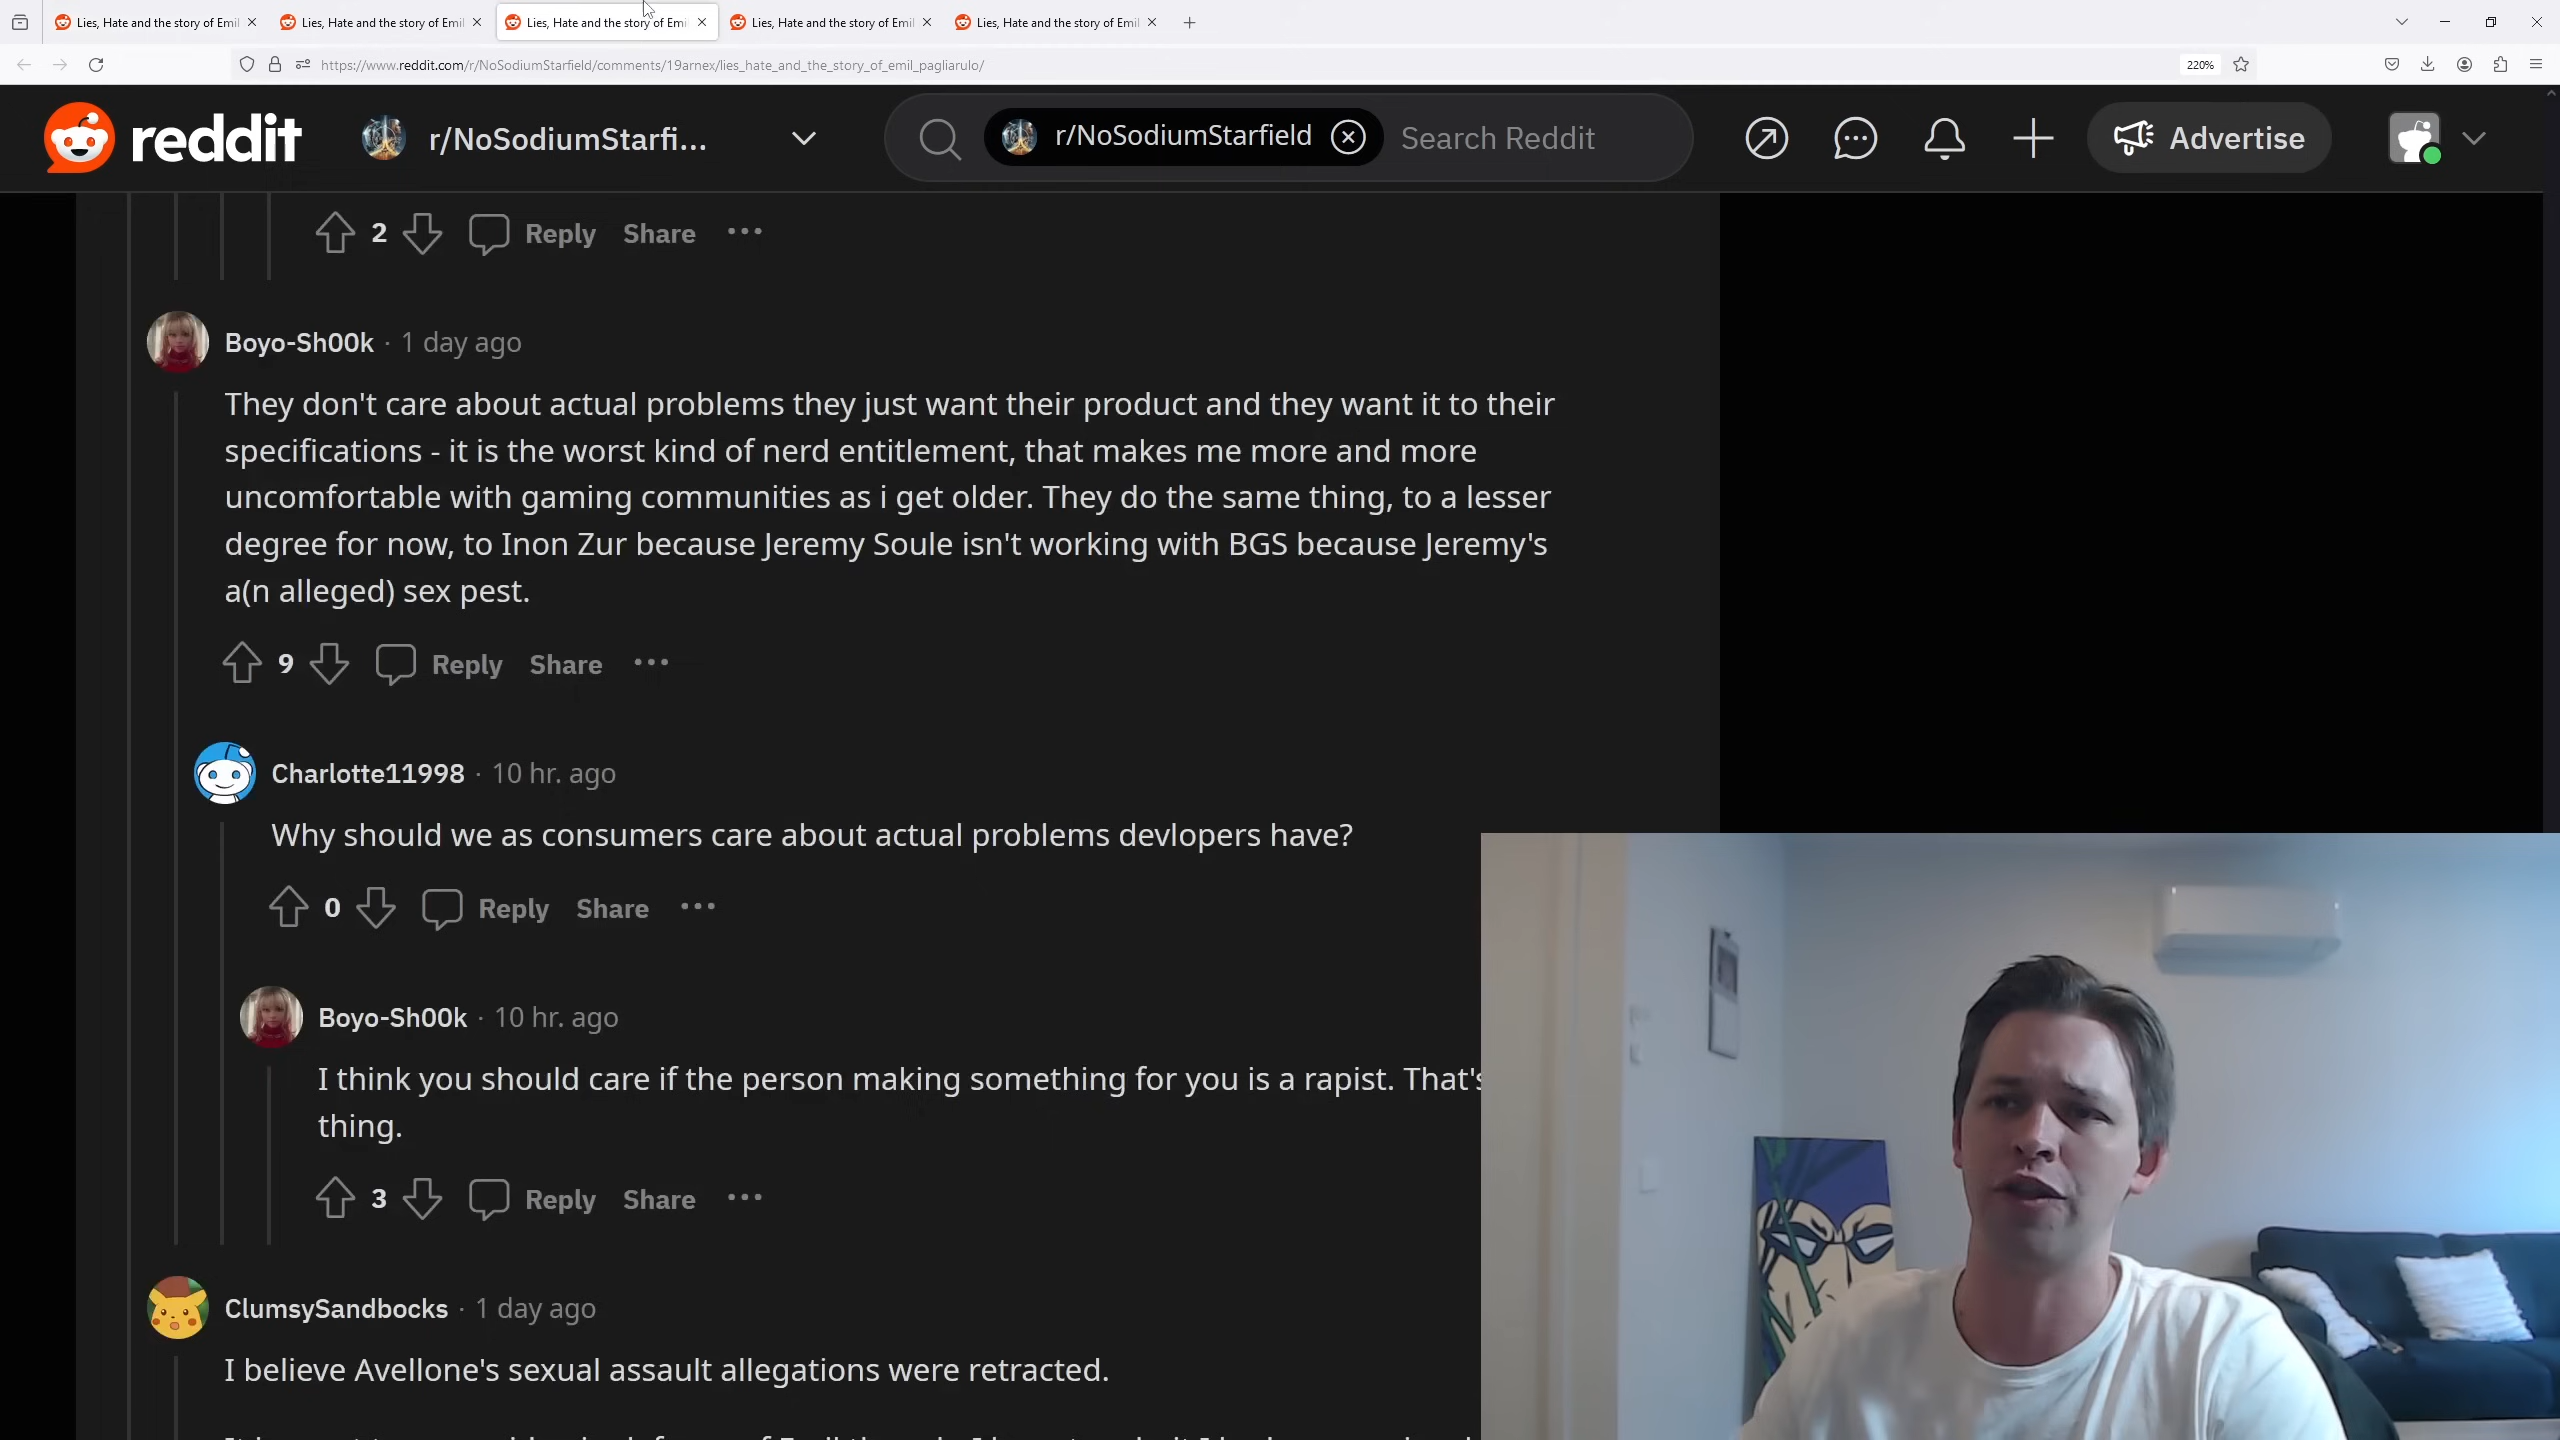 Lies, Hate and the story of Emil
Lies, Hate and the story of Emil
Lies, Hate and the story of Emi
Lies, Hate and the story of Emil
Lies, Hate and the story of Emil
https://www.reddit.com/r/NoSodiumStarfield/comments/19arnex/lies_hate_and_the_story_of_emil_pagliarulo/
220%
reddit
r/NoSodiumStarfi...
r/NoSodiumStarfield
Search Reddit
Advertise
2
Reply
Share
Boyo-Sh00k · 1 day ago
They don't care about actual problems they just want their product and they want it to their
specifications - it is the worst kind of nerd entitlement, that makes me more and more
uncomfortable with gaming communities as i get older. They do the same thing, to a lesser
degree for now, to Inon Zur because Jeremy Soule isn't working with BGS because Jeremy's
a(n alleged) sex pest.
9
Reply
Share
Charlotte11998 · 10 hr. ago
Why should we as consumers care about actual problems devlopers have?
0
Reply
Share
Boyo-Sh00k · 10 hr. ago
I think you should care if the person making something for you is a rapist. That's
thing.
3
Reply
Share
ClumsySandbocks · 1 day ago
I believe Avellone's sexual assault allegations were retracted.